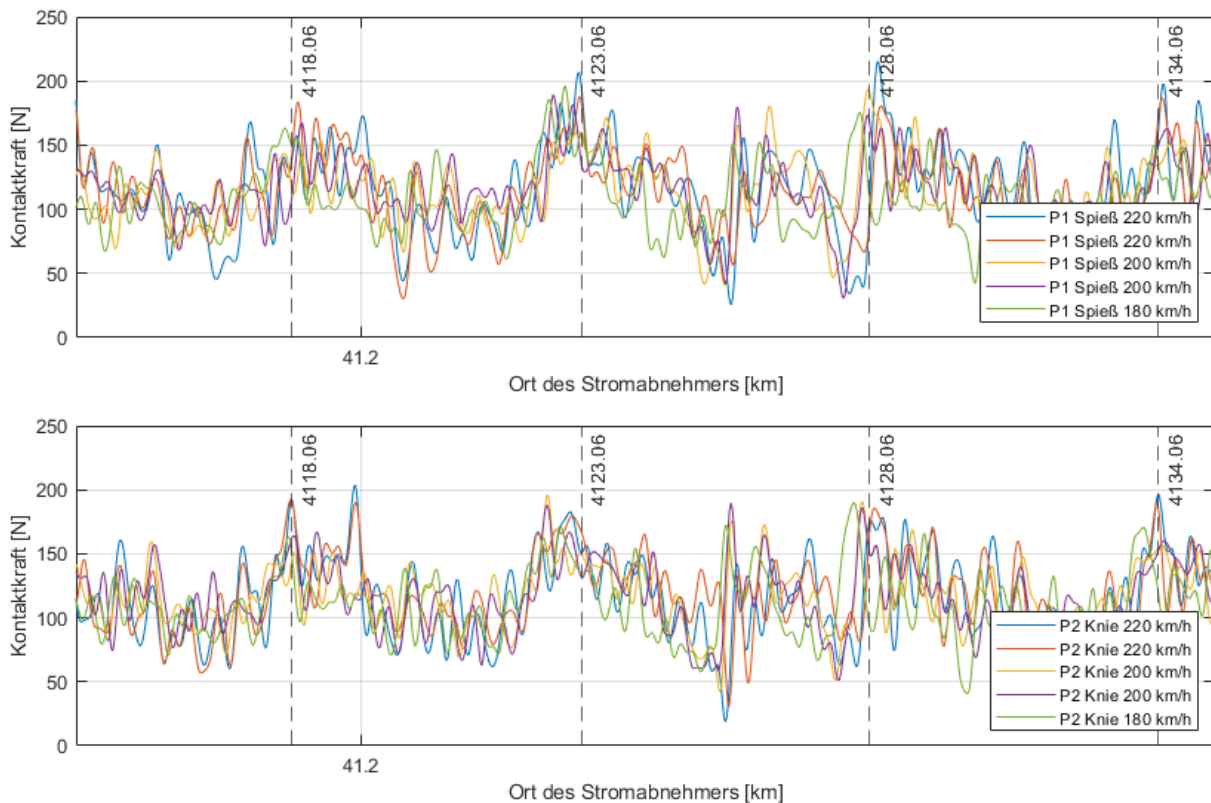 250
200
150
100
50
0
Kontaktkraft [N]
4118.06
4123.06
4128.06
4134.06
P1 Spieß 220 km/h
P1 Spieß 220 km/h
P1 Spieß 200 km/h
P1 Spieß 200 km/h
P1 Spieß 180 km/h
41.2
Ort des Stromabnehmers [km]
250
200
150
100
50
0
Kontaktkraft [N]
4118.06
4123.06
4128.06
4134.06
P2 Knie 220 km/h
P2 Knie 220 km/h
P2 Knie 200 km/h
P2 Knie 200 km/h
P2 Knie 180 km/h
41.2
Ort des Stromabnehmers [km]